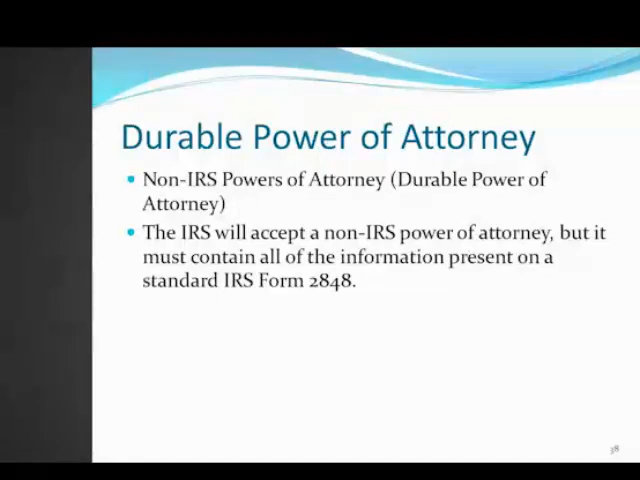 Durable Power of Attorney
• Non-IRS Powers of Attorney (Durable Power of
Attorney)
• The IRS will accept a non-IRS power of attorney, but it
must contain all of the information present on a
standard IRS Form 2848.
38